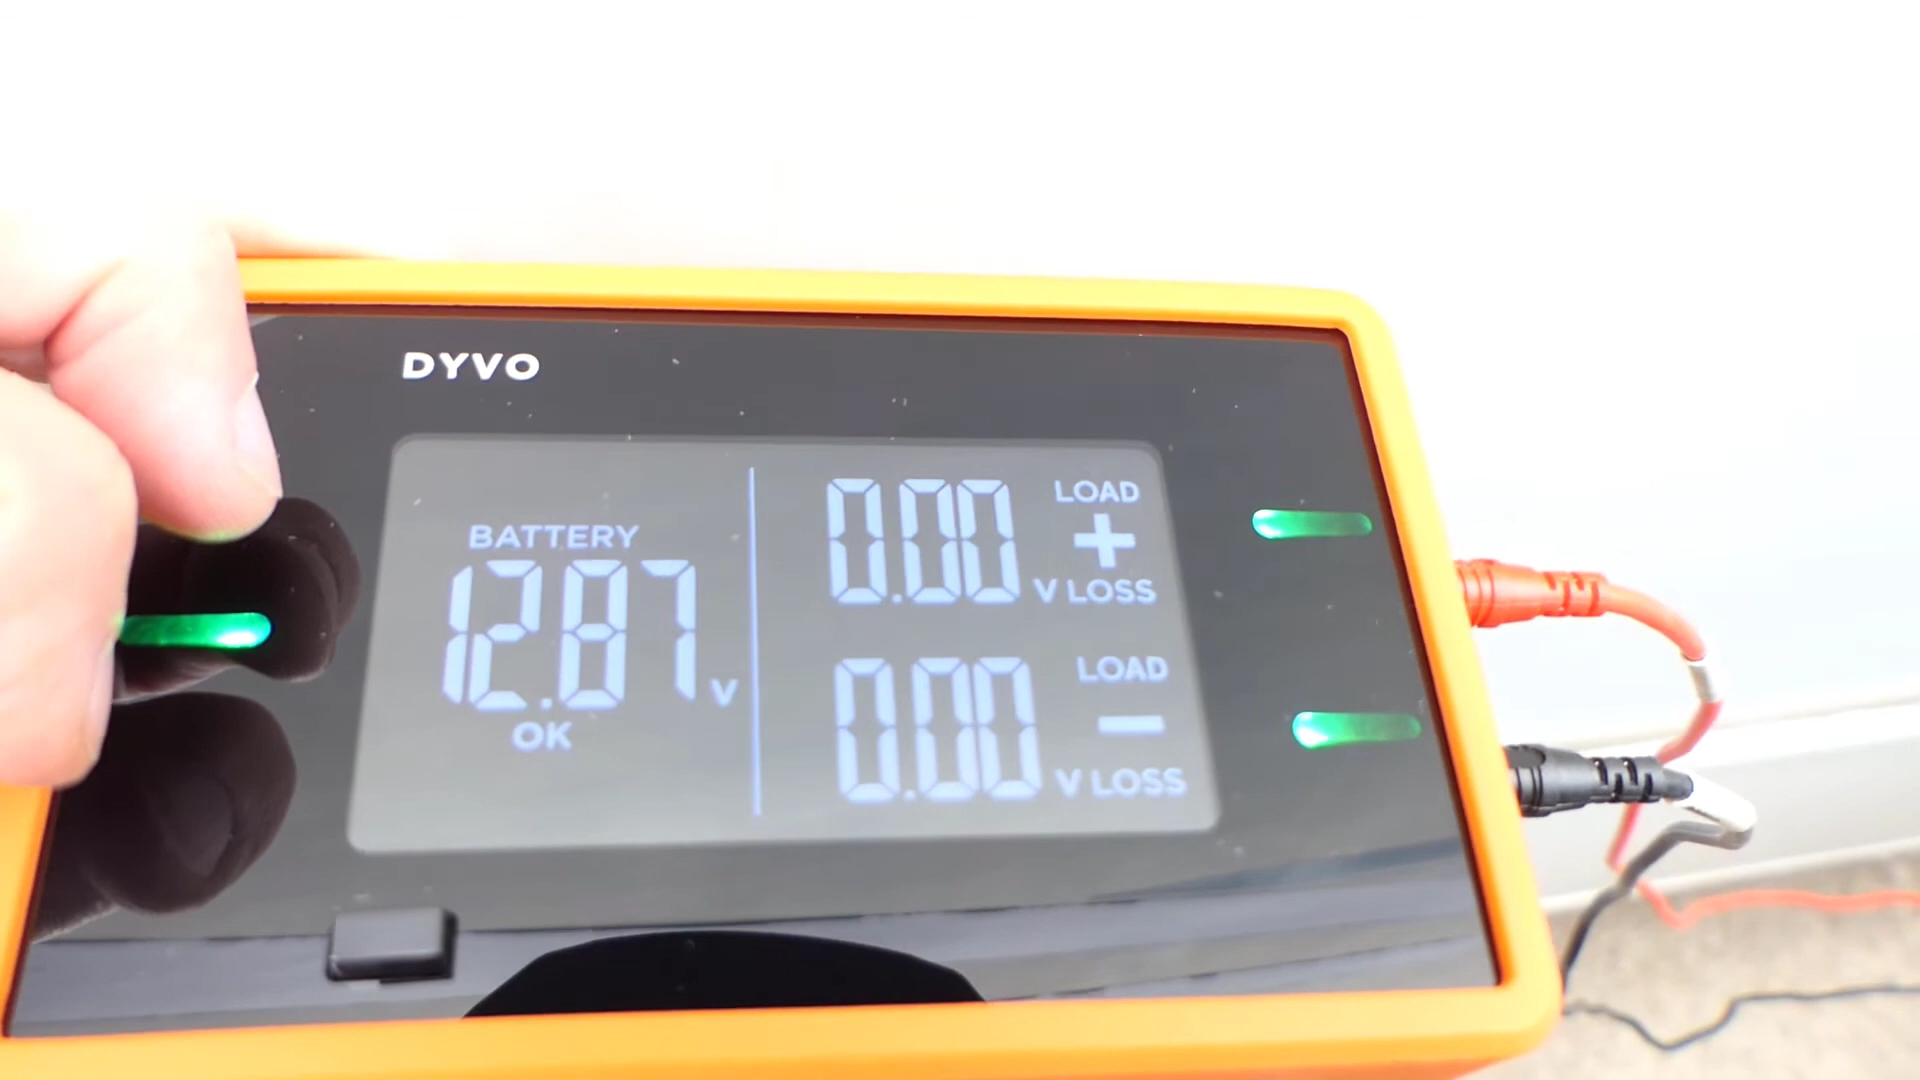 DYVO
BATTERY
12.87 V
OK
0.00 LOAD
+
V LOSS
0.00 LOAD
−
V LOSS